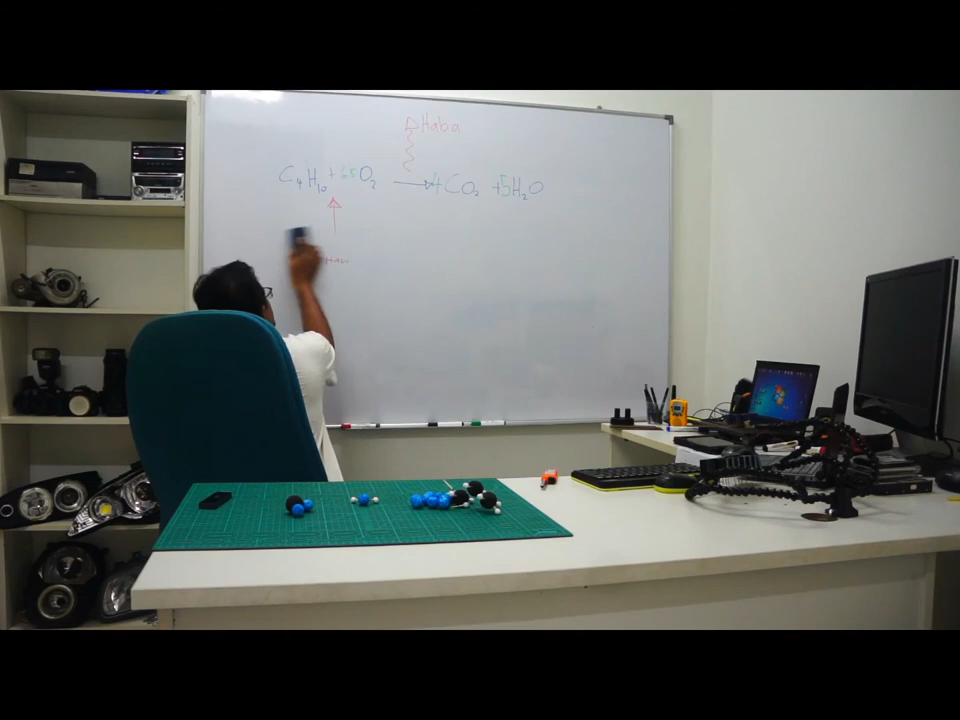 Haba
C₄H₁₀ + 6.5O₂ → 4CO₂ + 5H₂O